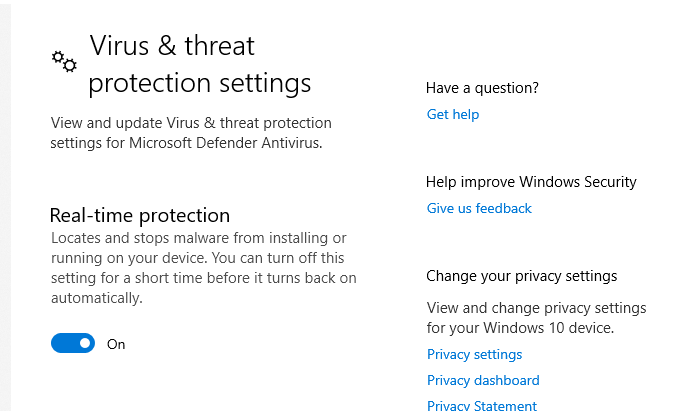 Virus & threat
protection settings
View and update Virus & threat protection
settings for Microsoft Defender Antivirus.
Real-time protection
Locates and stops malware from installing or
running on your device. You can turn off this
setting for a short time before it turns back on
automatically.
On
Have a question?
Get help
Help improve Windows Security
Give us feedback
Change your privacy settings
View and change privacy settings
for your Windows 10 device.
Privacy settings
Privacy dashboard
Privacy Statement